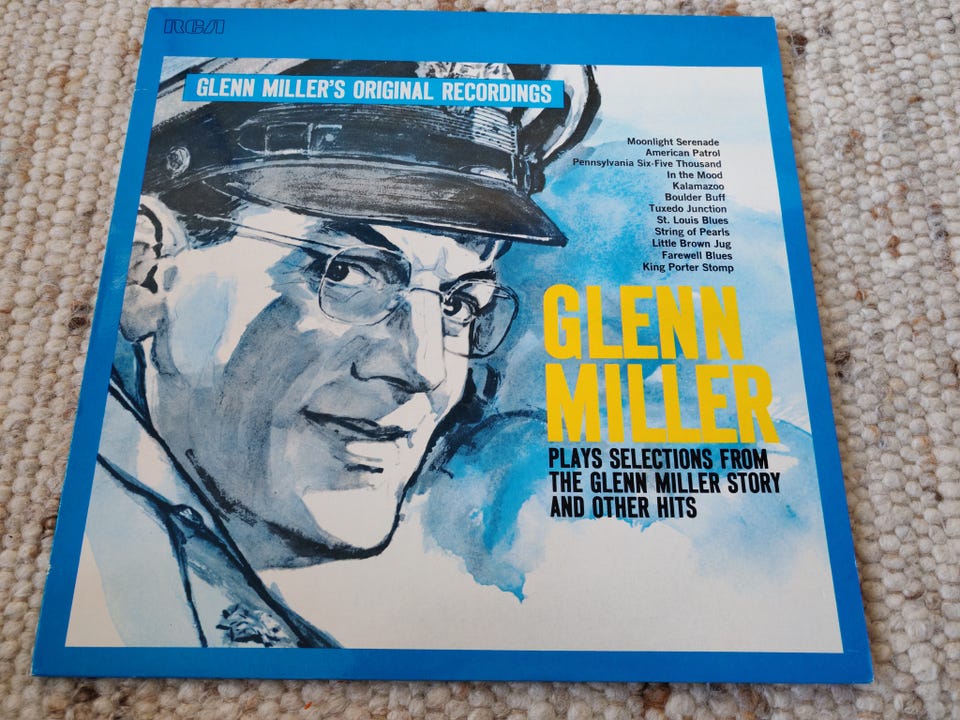 RCA
GLENN MILLER'S ORIGINAL RECORDINGS
Moonlight Serenade
American Patrol
Pennsylvania Six-Five Thousand
In the Mood
Kalamazoo
Boulder Buff
Tuxedo Junction
St. Louis Blues
String of Pearls
Little Brown Jug
Farewell Blues
King Porter Stomp
GLENN
MILLER
PLAYS SELECTIONS FROM
THE GLENN MILLER STORY
AND OTHER HITS